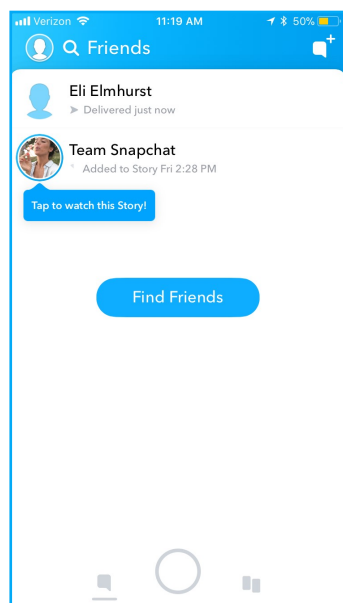 Verizon 11:19 AM 50%
Friends
Eli Elmhurst
Delivered just now
Team Snapchat
Added to Story Fri 2:28 PM
Tap to watch this Story!
Find Friends